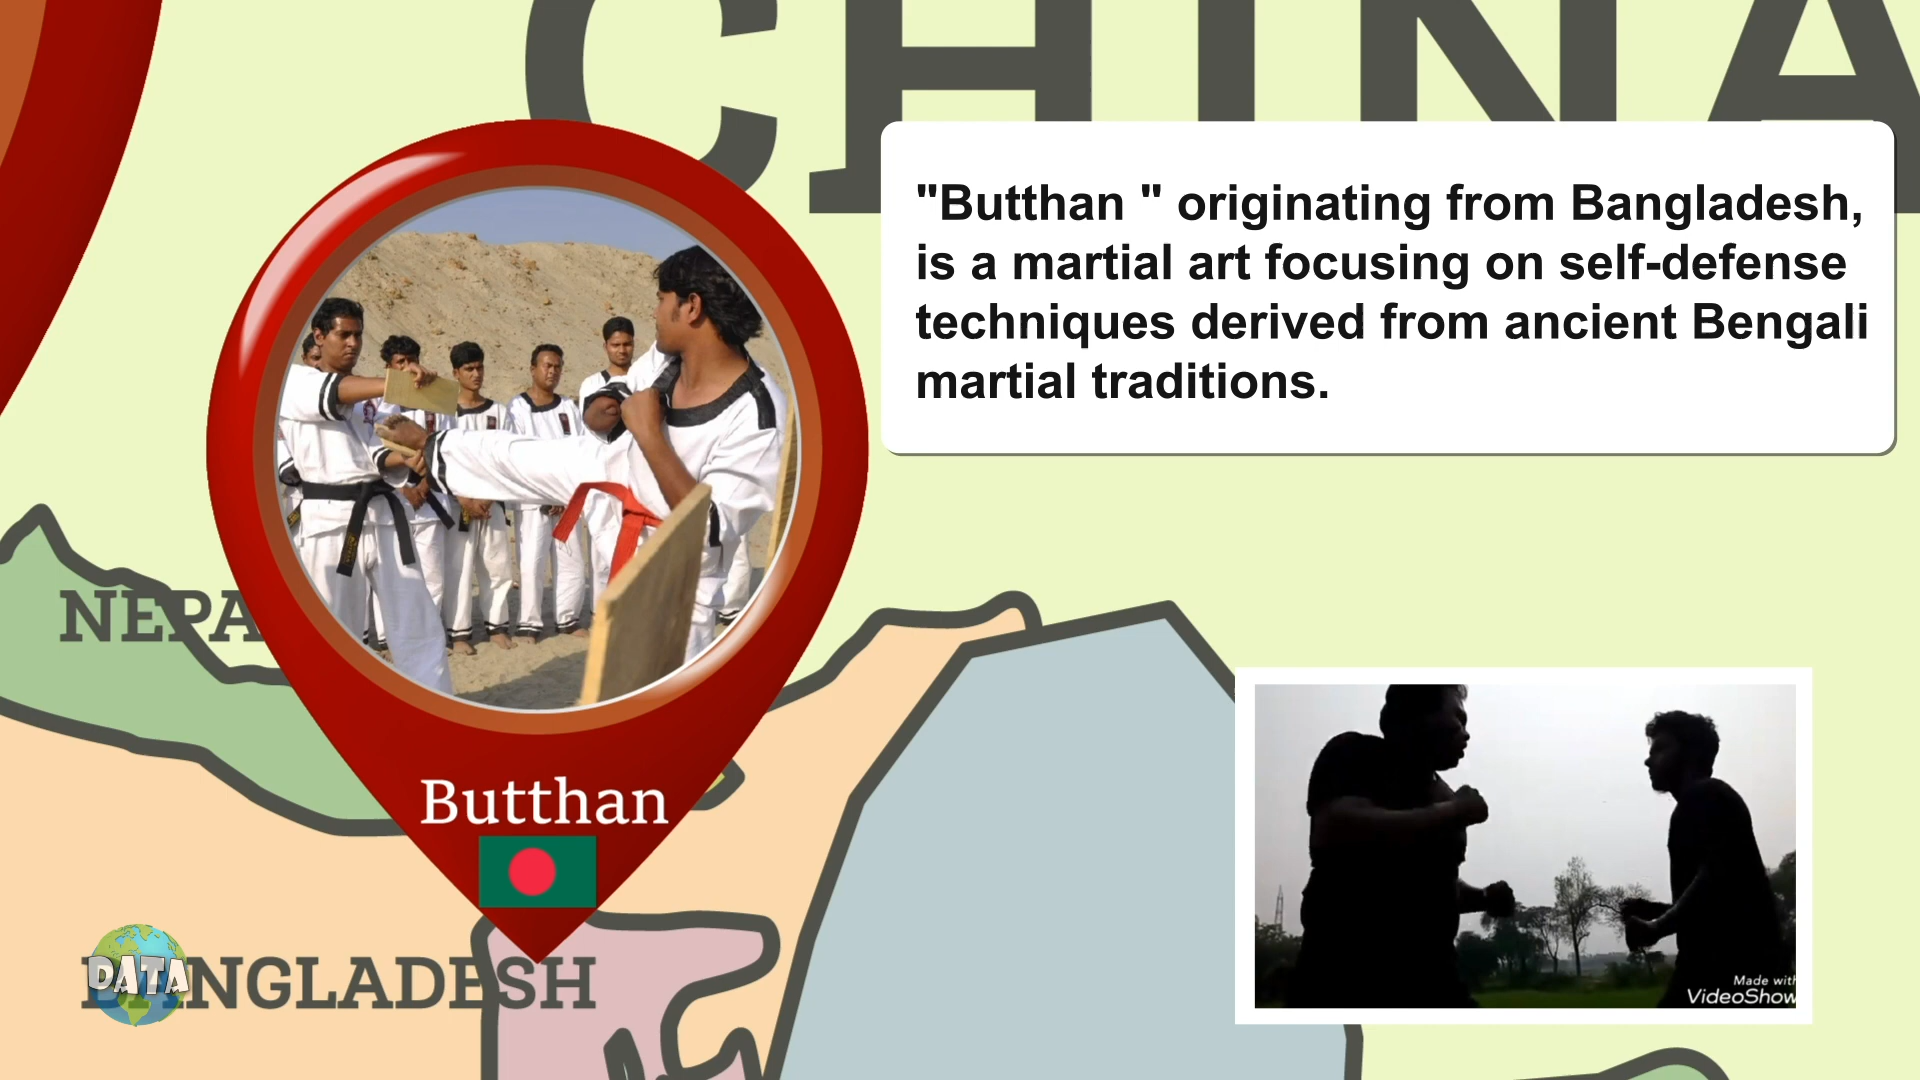 CHINA
"Butthan " originating from Bangladesh,
is a martial art focusing on self-defense
techniques derived from ancient Bengali
martial traditions.
NEPA
Butthan
BANGLADESH
DATA
Made with
VideoShow